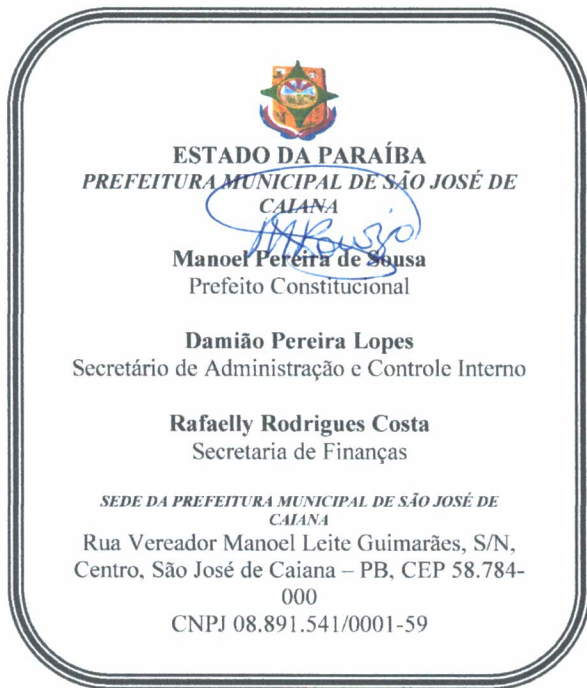 ESTADO DA PARAÍBA
PREFEITURA MUNICIPAL DE SÃO JOSÉ DE
CAIANA
Manoel Pereira de Sousa
Prefeito Constitucional
Damião Pereira Lopes
Secretário de Administração e Controle Interno
Rafaelly Rodrigues Costa
Secretaria de Finanças
SEDE DA PREFEITURA MUNICIPAL DE SÃO JOSÉ DE
CAIANA
Rua Vereador Manoel Leite Guimarães, S/N,
Centro, São José de Caiana – PB, CEP 58.784-
000
CNPJ 08.891.541/0001-59